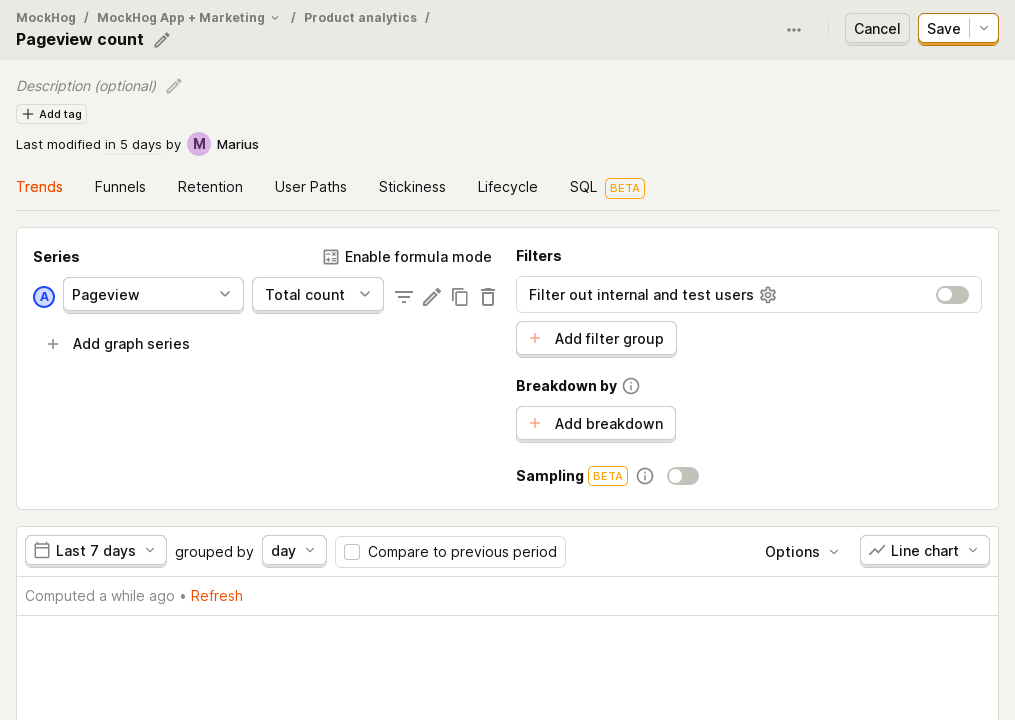 MockHog / MockHog App + Marketing / Product analytics /
Pageview count
Cancel
Save
Description (optional)
Add tag
Last modified in 5 days by M Marius
Trends Funnels Retention User Paths Stickiness Lifecycle SQL BETA
Series
Enable formula mode
A Pageview Total count
Add graph series
Filters
Filter out internal and test users
Add filter group
Breakdown by
Add breakdown
Sampling BETA
Last 7 days grouped by day Compare to previous period Options Line chart
Computed a while ago • Refresh